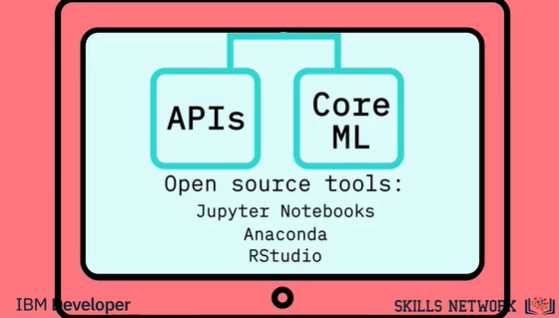 APIs
Core
ML
Open source tools:
Jupyter Notebooks
Anaconda
RStudio
IBM Developer
SKILLS NETWORK